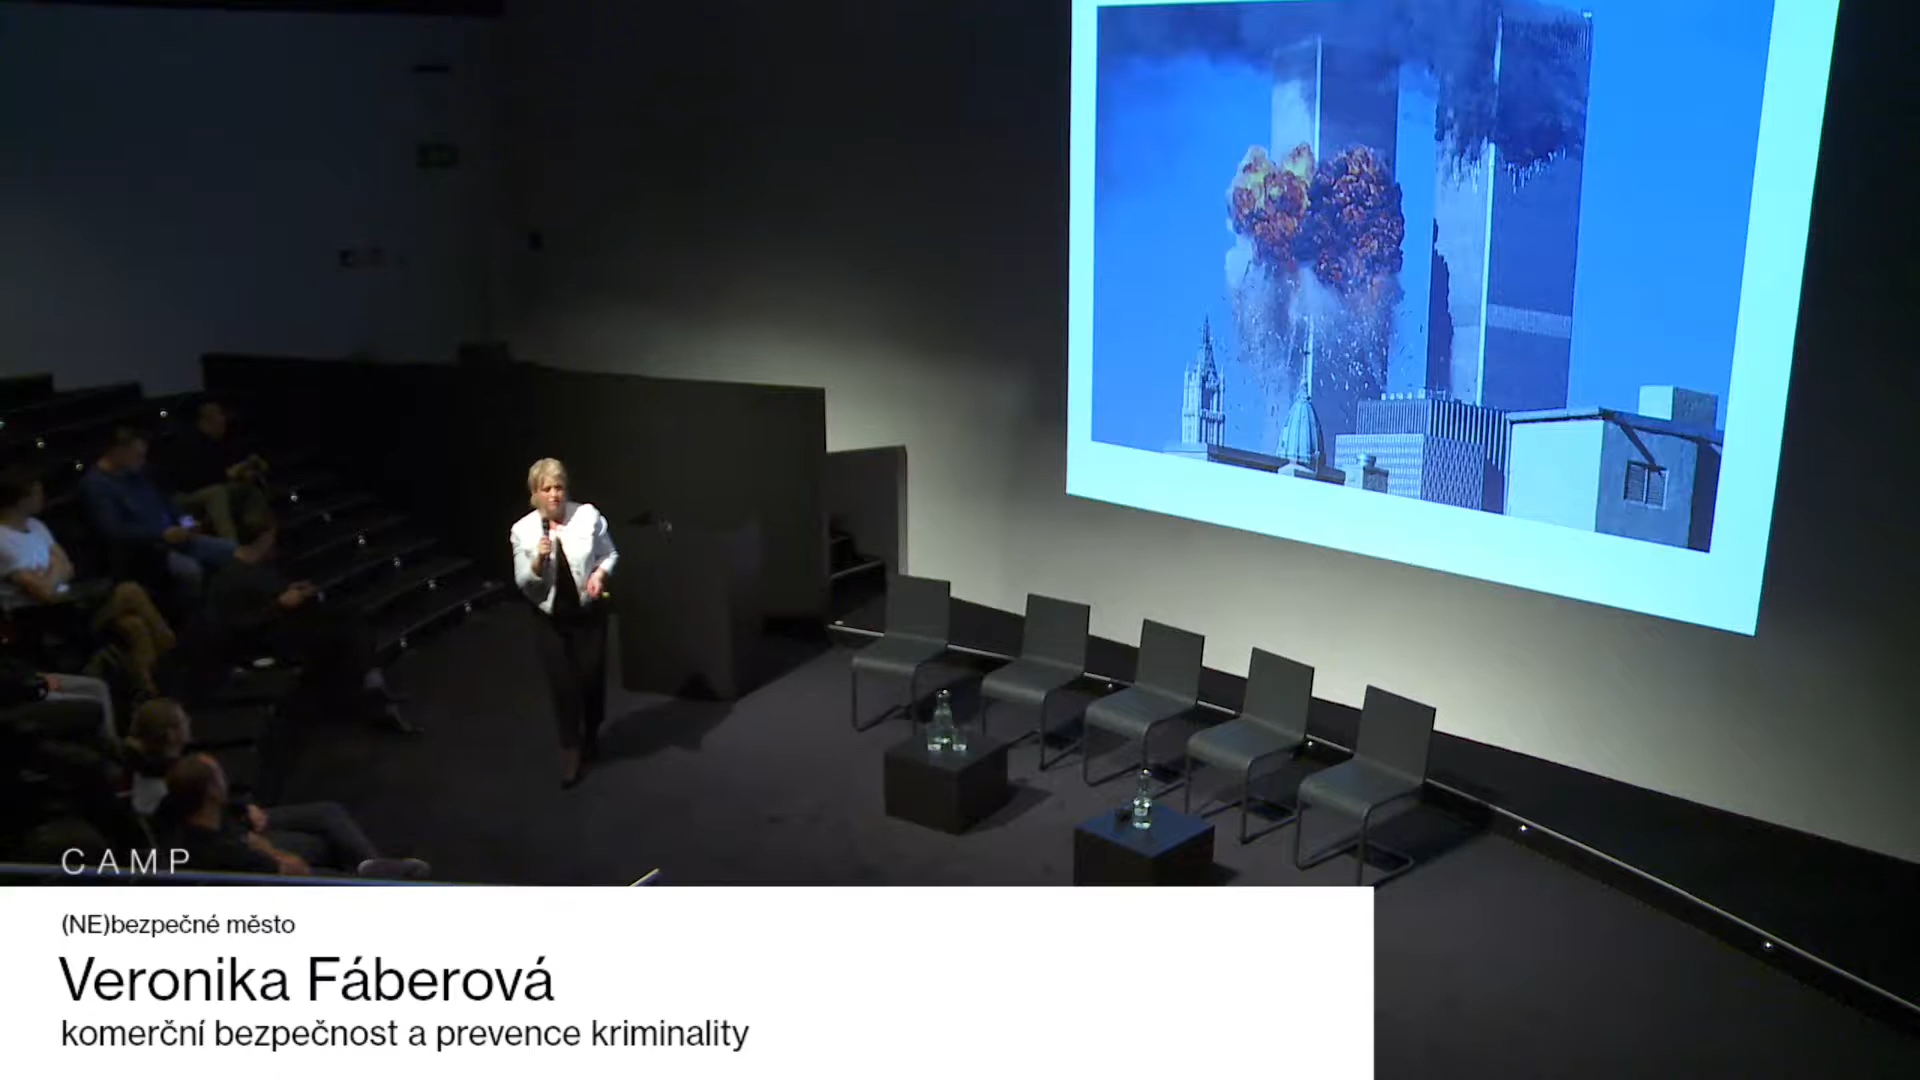 CAMP
(NE)bezpečné město
Veronika Fáberová
komerční bezpečnost a prevence kriminality